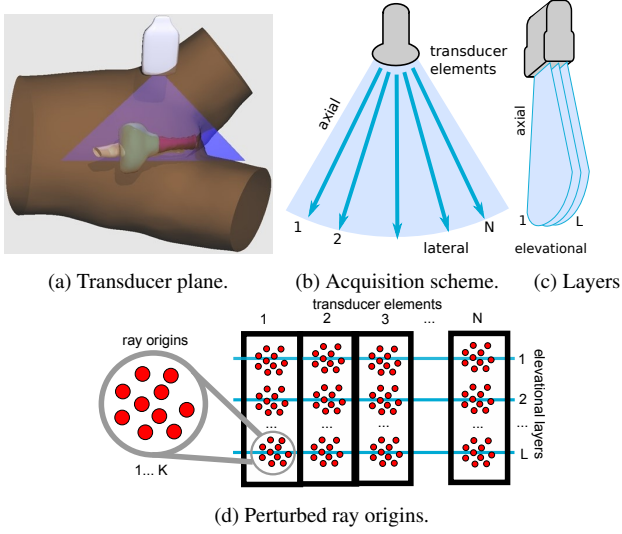 transducer
elements
axial
1
2
N
lateral
axial
1
L
elevational
(a) Transducer plane.
(b) Acquisition scheme.
(c) Layers
transducer elements
1 2 3 ... N
ray origins
1... K
1
2
...
L
elevational layers
... ... ... ...
(d) Perturbed ray origins.